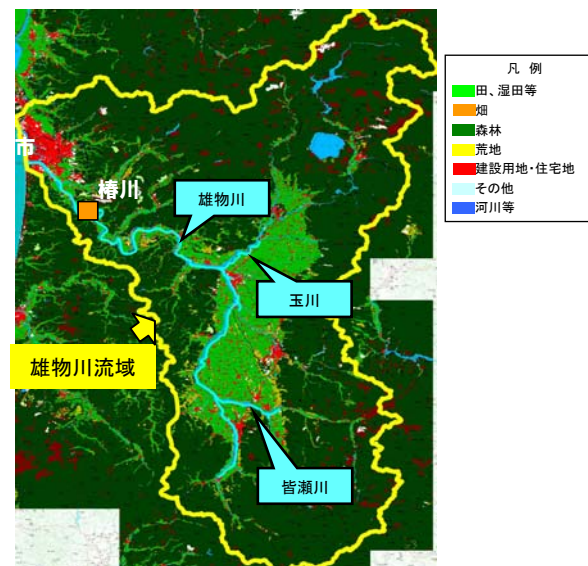 凡 例
田、湿田等
畑
森林
荒地
建設用地・住宅地
その他
河川等
市
椿川
雄物川
玉川
雄物川流域
皆瀬川